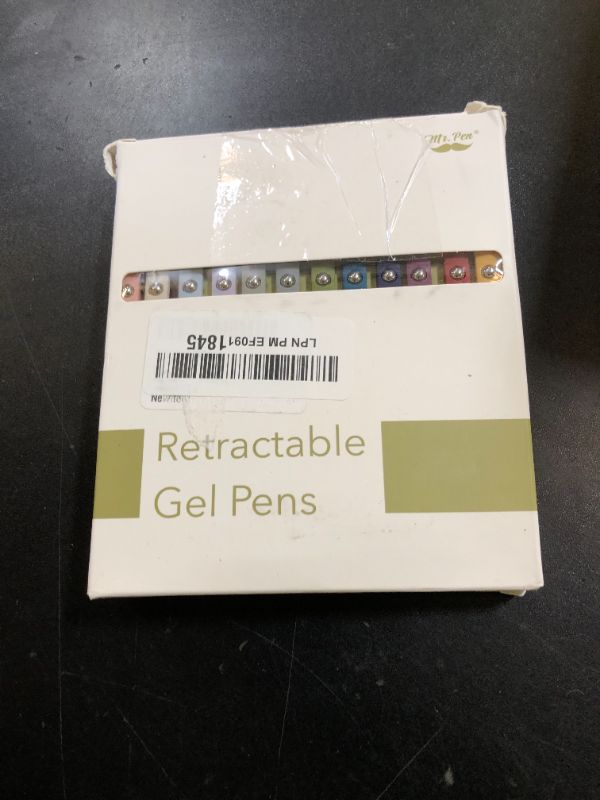 Mr. Pen®
LPN PM EF0911845
Retractable
Gel Pens